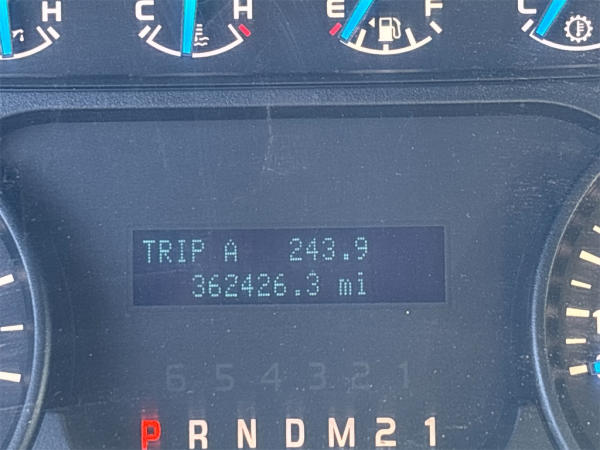 H C H E F L
TRIP A 243.9
362426.3 mi
6 5 4 3 2 1
P R N D M 2 1